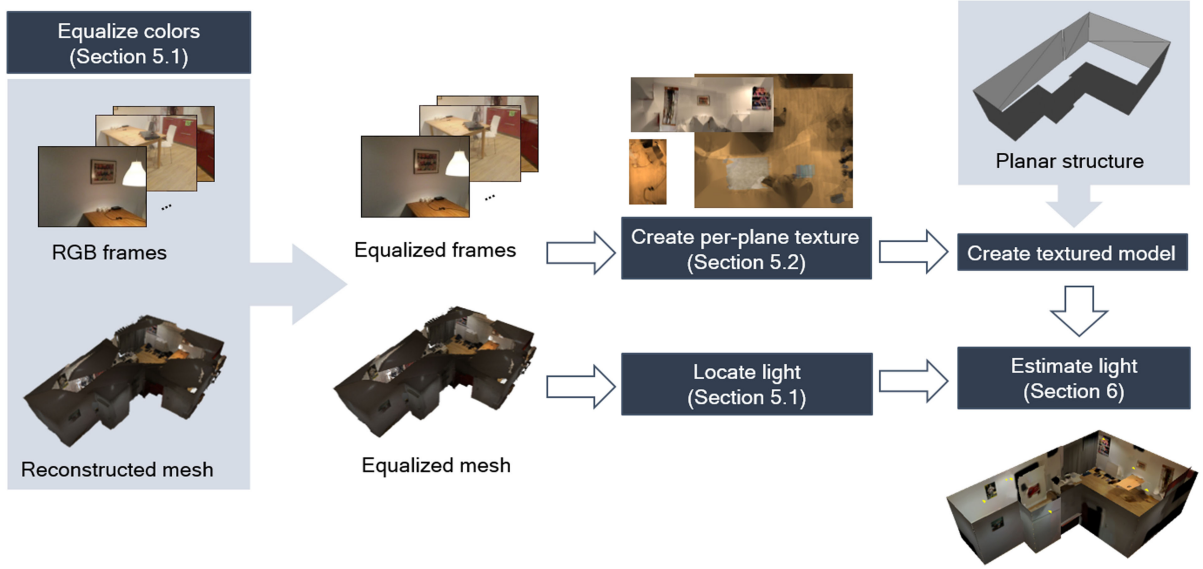 Equalize colors
(Section 5.1)
RGB frames
...
Reconstructed mesh
Equalized frames
...
Equalized mesh
Create per-plane texture
(Section 5.2)
Locate light
(Section 5.1)
Planar structure
Create textured model
Estimate light
(Section 6)